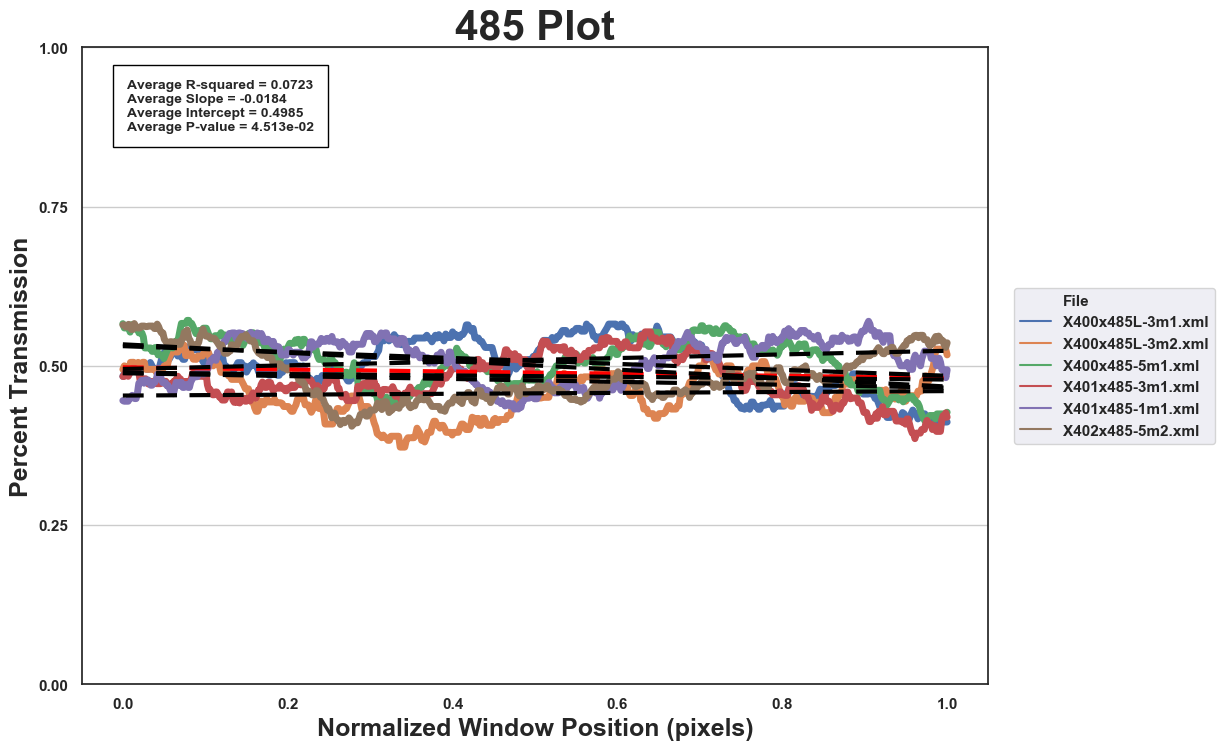 485 Plot
Average R-squared = 0.0723
Average Slope = -0.0184
Average Intercept = 0.4985
Average P-value = 4.513e-02
1.00
0.75
0.50
0.25
0.00
Percent Transmission
0.0 0.2 0.4 0.6 0.8 1.0
Normalized Window Position (pixels)
File
X400x485L-3m1.xml
X400x485L-3m2.xml
X400x485-5m1.xml
X401x485-3m1.xml
X401x485-1m1.xml
X402x485-5m2.xml